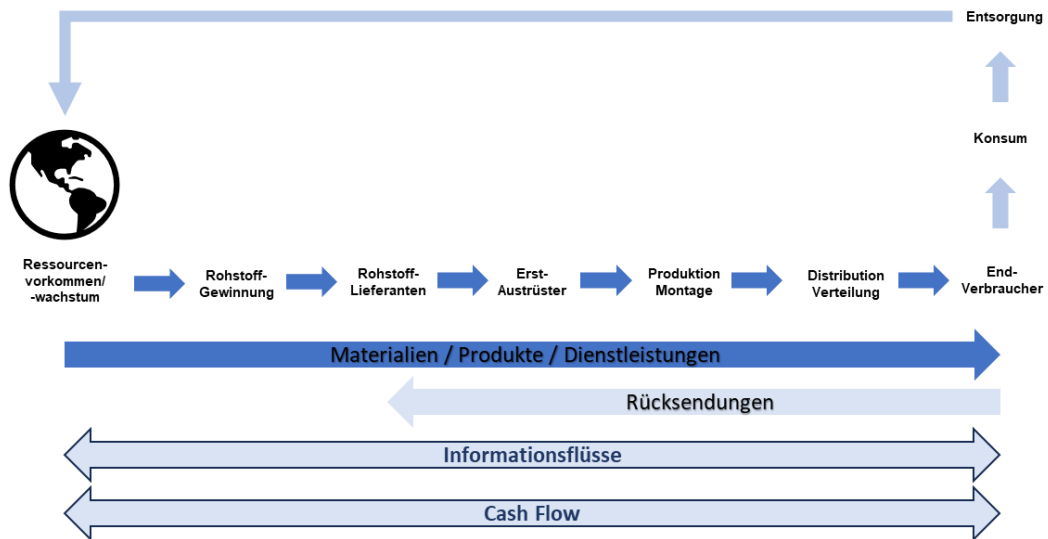 Entsorgung
Konsum
Ressourcen-
vorkommen/
-wachstum
Rohstoff-
Gewinnung
Rohstoff-
Lieferanten
Erst-
Austrüster
Produktion
Montage
Distribution
Verteilung
End-
Verbraucher
Materialien / Produkte / Dienstleistungen
Rücksendungen
Informationsflüsse
Cash Flow